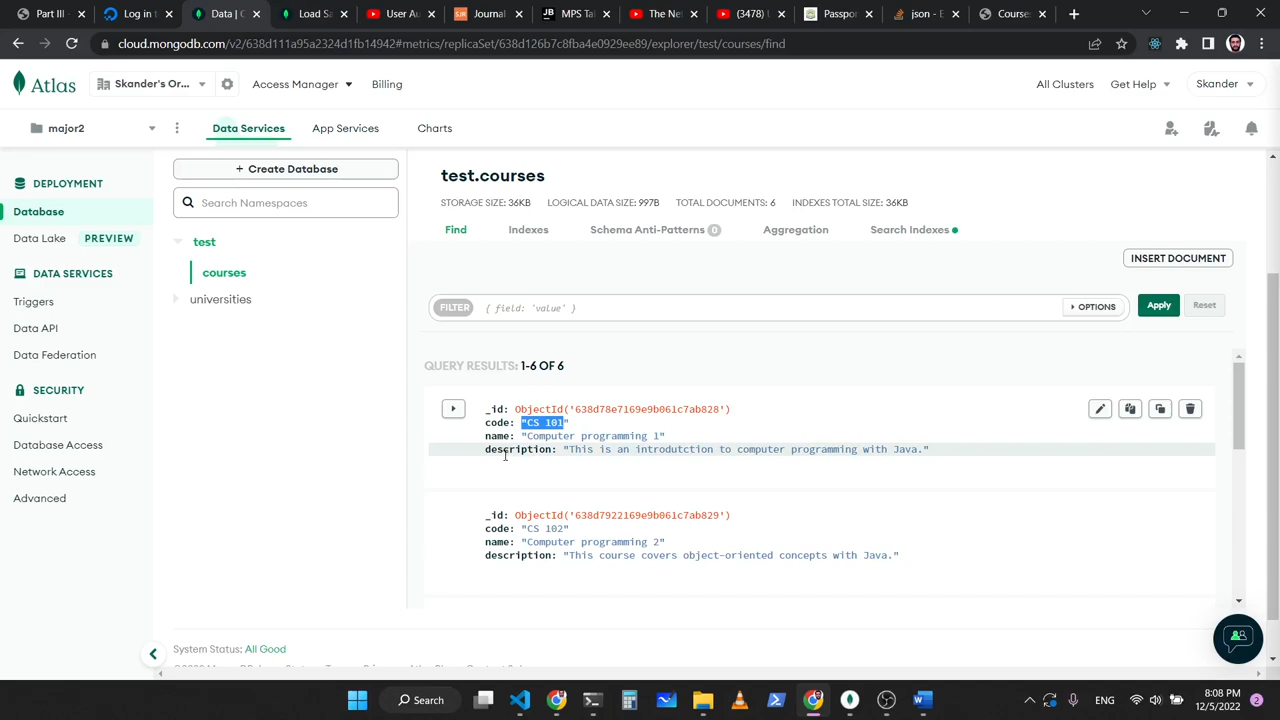 Part III
Log in t
Data | C
Load Sa
User Au
Journal
MPS Tal
The Ne
(3478)
Passpor
json - E
Course
cloud.mongodb.com/v2/638d111a95a2324d1fb14942#metrics/replicaSet/638d126b7c8fba4e0929ee89/explorer/test/courses/find
Atlas
Skander's Or...
Access Manager
Billing
All Clusters
Get Help
Skander
major2
Data Services
App Services
Charts
DEPLOYMENT
Database
Data Lake PREVIEW
DATA SERVICES
Triggers
Data API
Data Federation
SECURITY
Quickstart
Database Access
Network Access
Advanced
+ Create Database
Search Namespaces
test
courses
universities
test.courses
STORAGE SIZE: 36KB LOGICAL DATA SIZE: 997B TOTAL DOCUMENTS: 6 INDEXES TOTAL SIZE: 36KB
Find Indexes Schema Anti-Patterns 0 Aggregation Search Indexes
INSERT DOCUMENT
FILTER { field: 'value' } OPTIONS Apply Reset
QUERY RESULTS: 1-6 OF 6
_id: ObjectId('638d78e7169e9b061c7ab828')
code: "CS 101"
name: "Computer programming 1"
description: "This is an introdutction to computer programming with Java."
_id: ObjectId('638d7922169e9b061c7ab829')
code: "CS 102"
name: "Computer programming 2"
description: "This course covers object-oriented concepts with Java."
System Status: All Good
Search
ENG
8:08 PM
12/5/2022
2